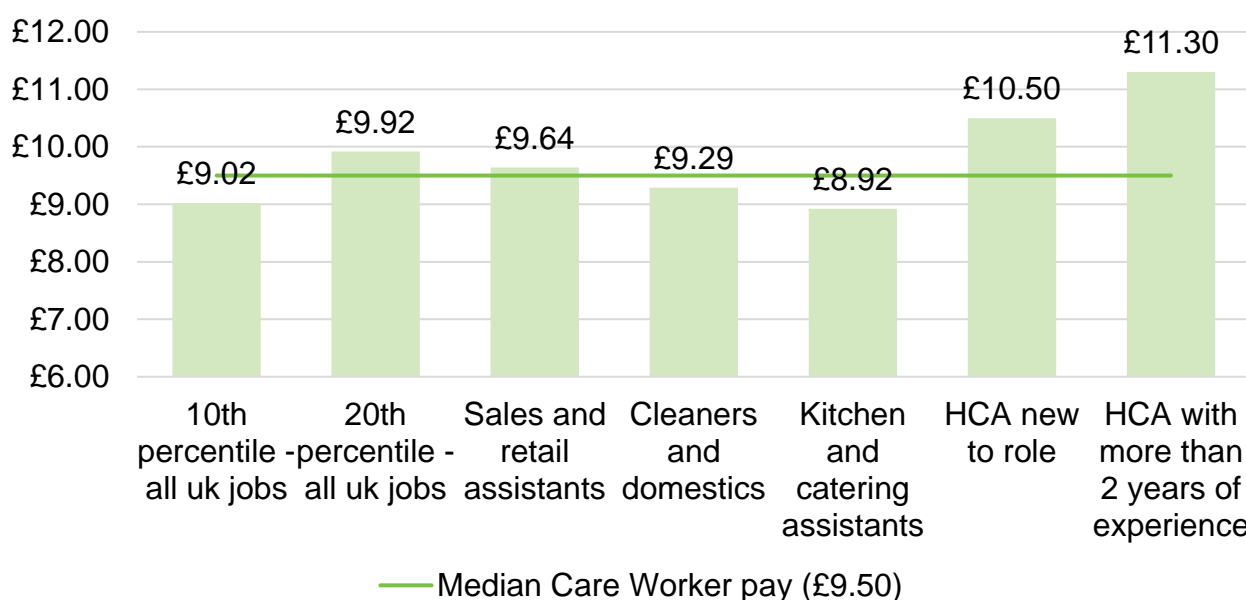 £12.00
£11.00
£10.00
£9.00
£8.00
£7.00
£6.00
£9.02
£9.92
£9.64
£9.29
£8.92
£10.50
£11.30
10th
percentile -
all uk jobs
20th
percentile -
all uk jobs
Sales and
retail
assistants
Cleaners
and
domestics
Kitchen
and
catering
assistants
HCA new
to role
HCA with
more than
2 years of
experience
Median Care Worker pay (£9.50)